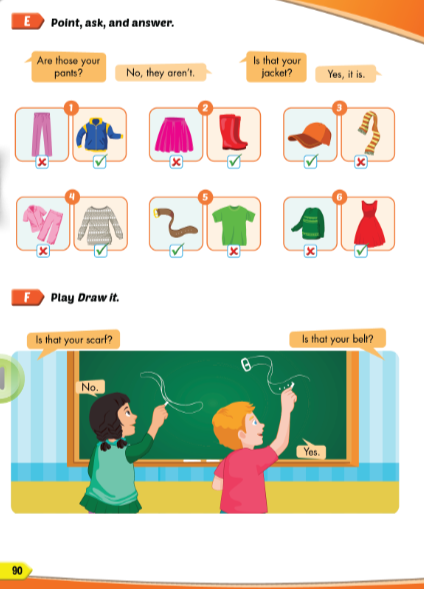 E Point, ask, and answer.
Are those your
pants?
No, they aren't.
Is that your
jacket?
Yes, it is.
1
2
3
4
5
6
F Play Draw it.
Is that your scarf?
Is that your belt?
No.
Yes.
90